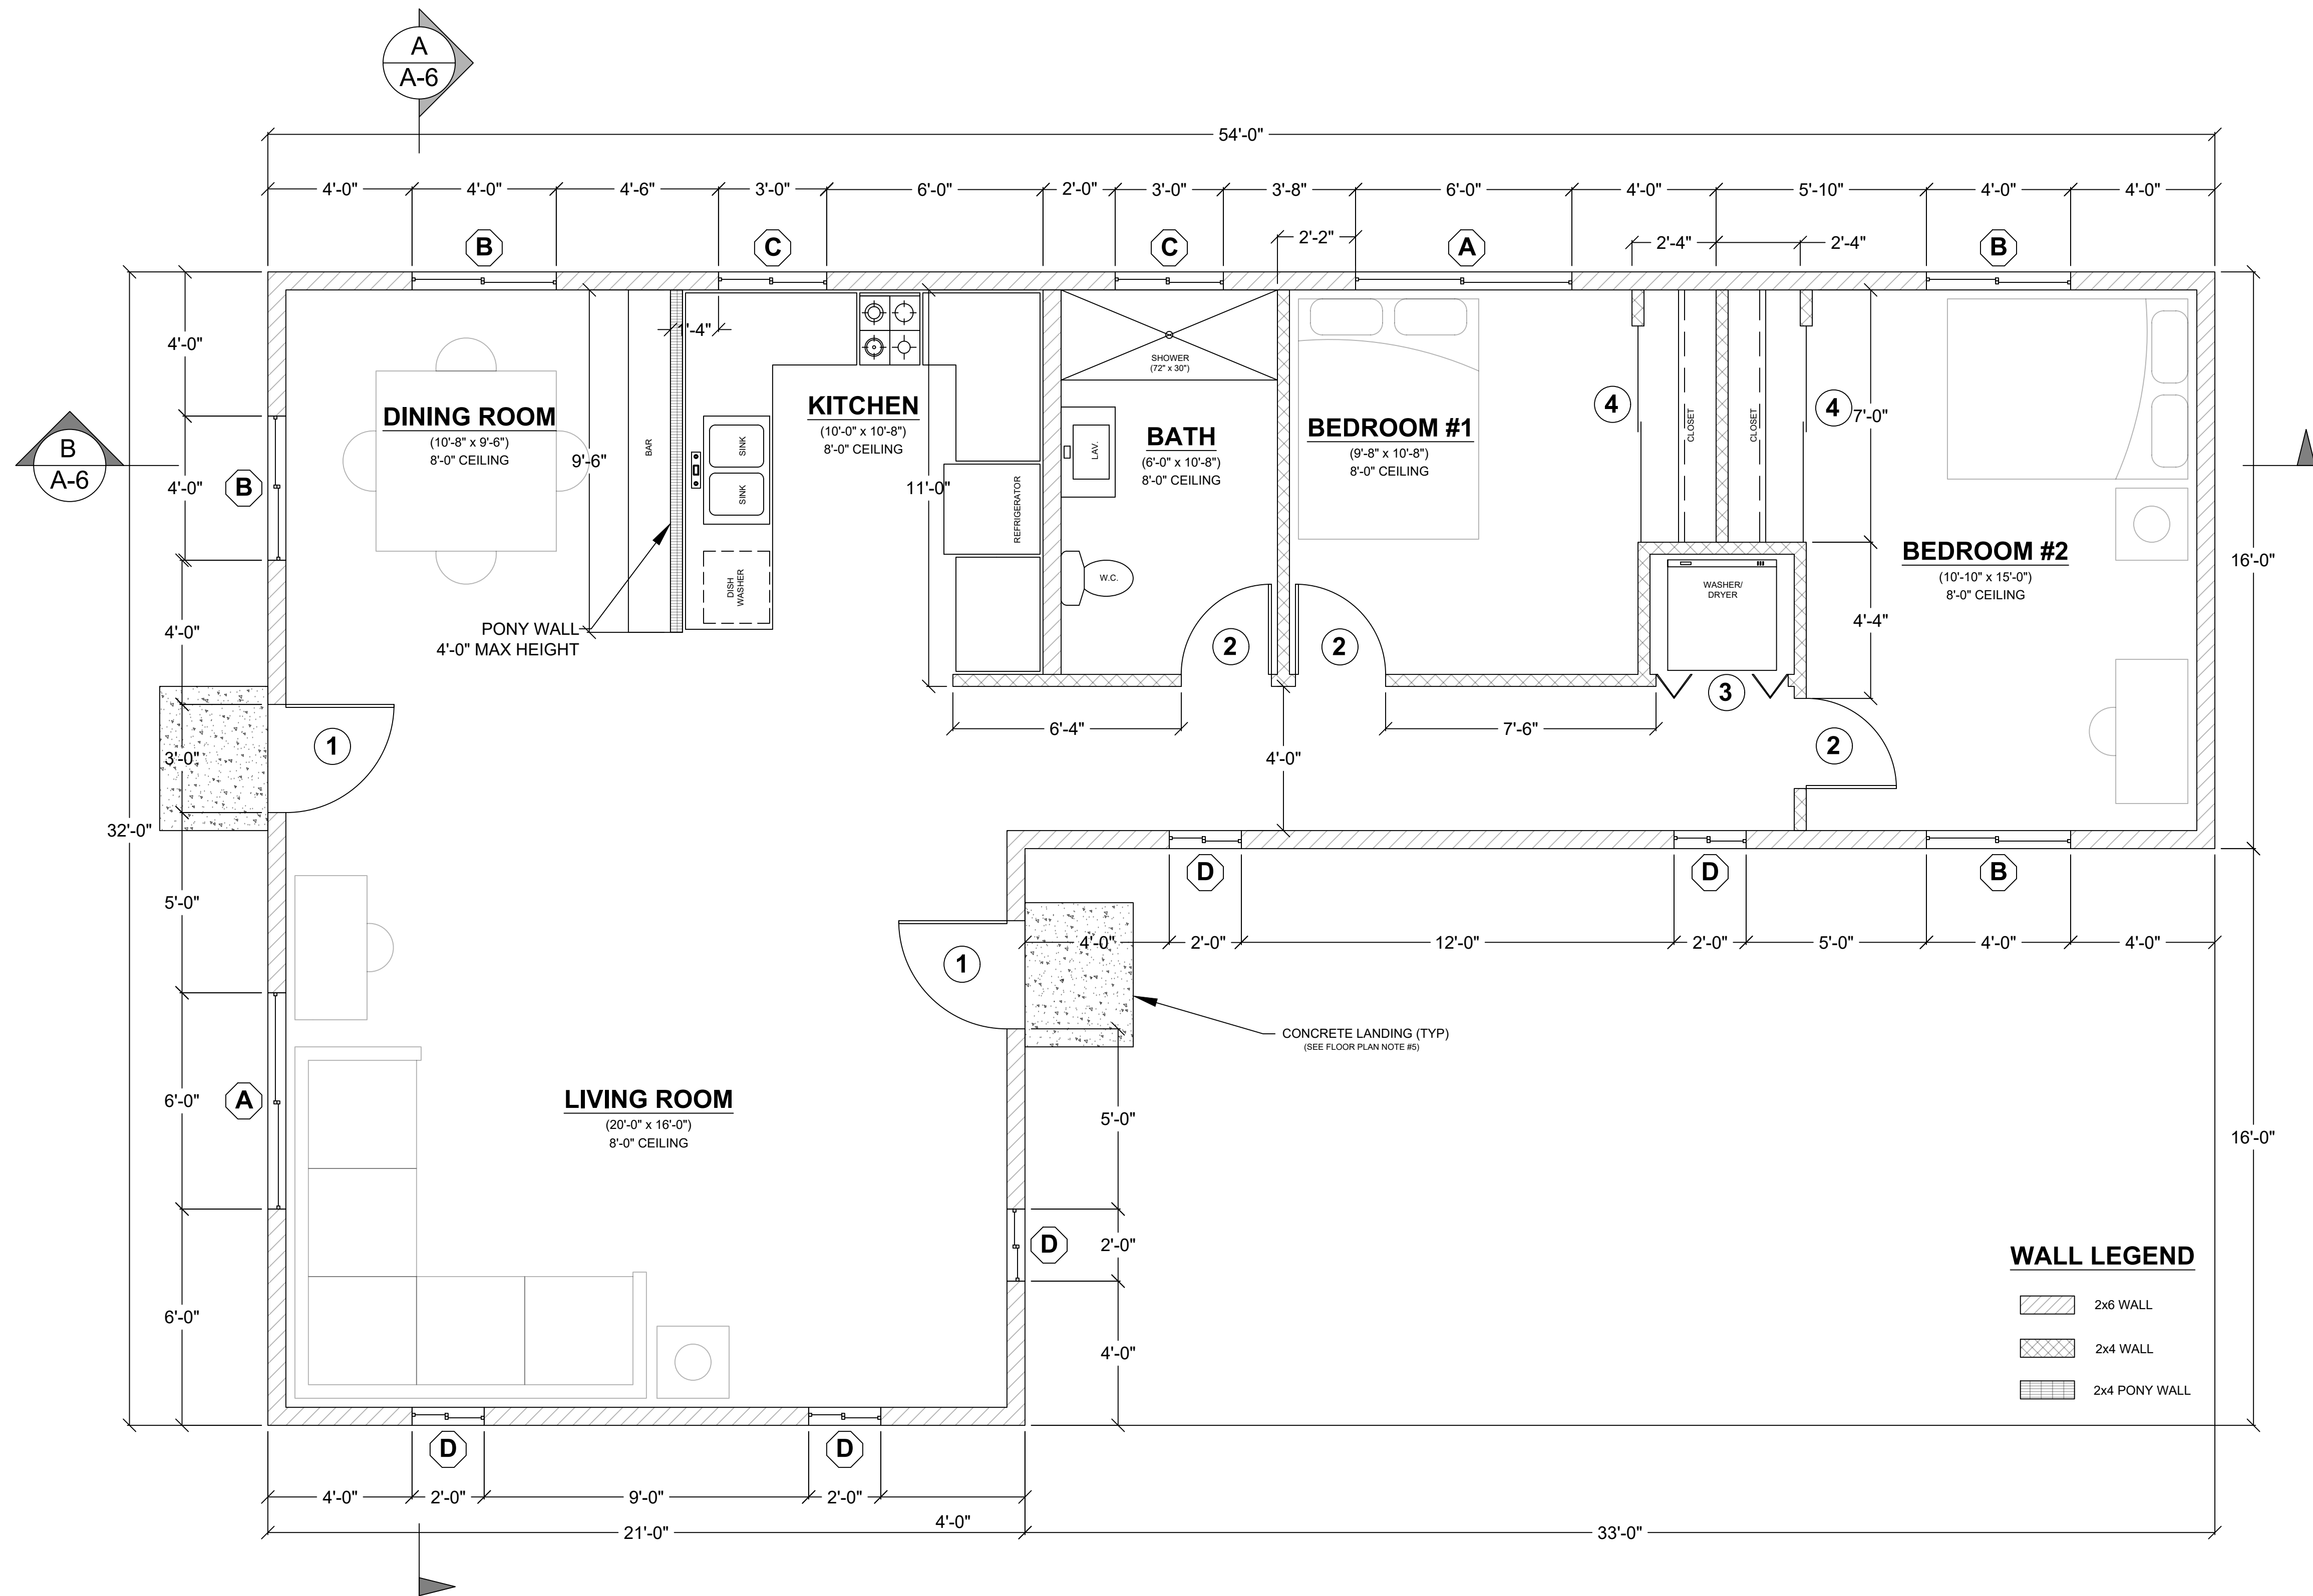 A
A-6
54'-0"
4'-0" 4'-0" 4'-6" 3'-0" 6'-0" 2'-0" 3'-0" 3'-8" 6'-0" 4'-0" 5'-10" 4'-0" 4'-0"
B C C 2'-2" A 2'-4" 2'-4" B
4'-0"
'-4"
SHOWER
(72" x 30")
DINING ROOM
(10'-8" x 9'-6")
8'-0" CEILING
9'-6"
BAR
KITCHEN
(10'-0" x 10'-8")
8'-0" CEILING
11'-0"
SINK
SINK
REFRIGERATOR
DISH
WASHER
BATH
(6'-0" x 10'-8")
8'-0" CEILING
LAV.
W.C.
BEDROOM #1
(9'-8" x 10'-8")
8'-0" CEILING
4
CLOSET
CLOSET
4
7'-0"
B
A-6
4'-0"
B
BEDROOM #2
(10'-10" x 15'-0")
8'-0" CEILING
16'-0"
WASHER/
DRYER
4'-4"
4'-0"
PONY WALL
4'-0" MAX HEIGHT
2
2
3
2
1
3'-0"
6'-4"
7'-6"
4'-0"
32'-0"
D D B
5'-0"
4'-0" 2'-0" 12'-0" 2'-0" 5'-0" 4'-0" 4'-0"
1
CONCRETE LANDING (TYP)
(SEE FLOOR PLAN NOTE #5)
6'-0"
A
LIVING ROOM
(20'-0" x 16'-0")
8'-0" CEILING
5'-0"
16'-0"
D
2'-0"
6'-0"
4'-0"
WALL LEGEND
2x6 WALL
2x4 WALL
2x4 PONY WALL
D D
4'-0" 2'-0" 9'-0" 2'-0"
4'-0"
21'-0" 33'-0"